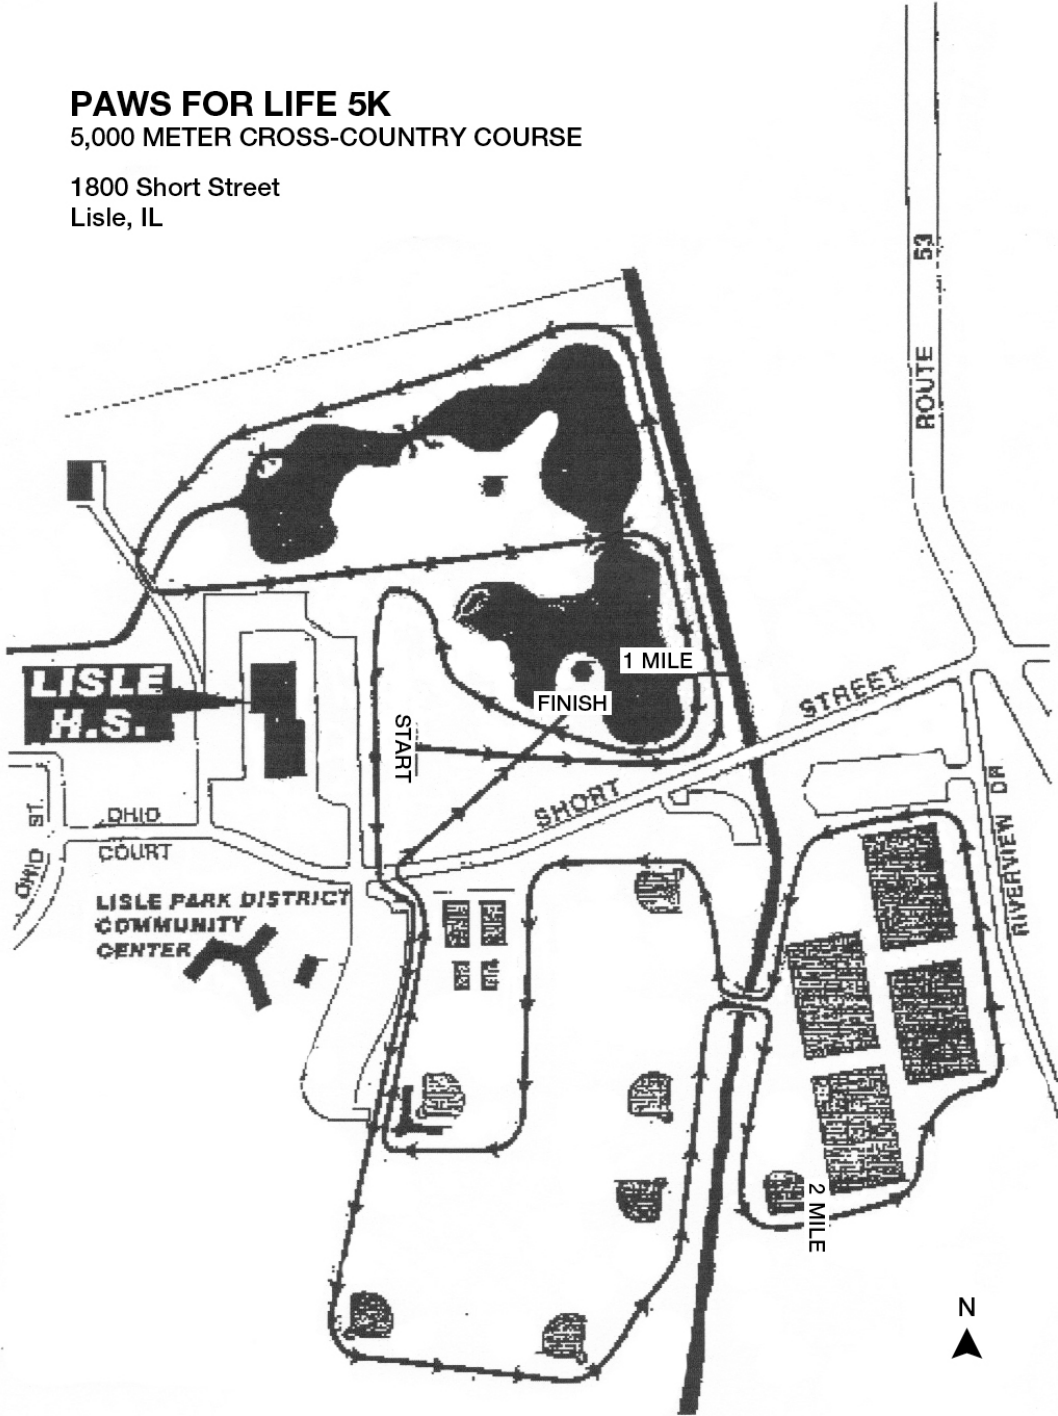 PAWS FOR LIFE 5K
5,000 METER CROSS-COUNTRY COURSE
1800 Short Street
Lisle, IL
ROUTE 53
1 MILE
FINISH
START
LISLE
H.S.
SHORT STREET
RIVERVIEW DR
OHIO
COURT
OHIO ST.
LISLE PARK DISTRICT
COMMUNITY
CENTER
2 MILE
N